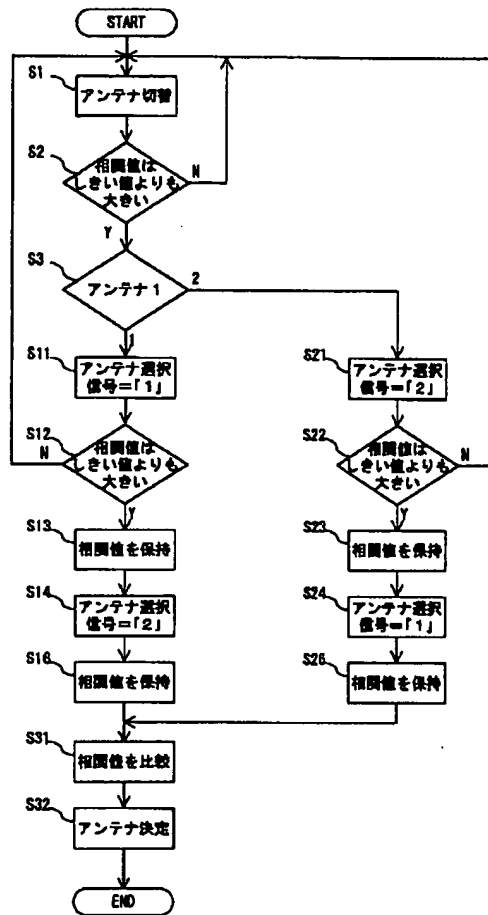 START
S1
アンテナ切替
S2
相関値は
しきい値よりも
大きい
N
Y
S3
アンテナ1
2
1
S11
アンテナ選択
信号=「1」
S21
アンテナ選択
信号=「2」
S12
相関値は
しきい値よりも
大きい
N
Y
S22
相関値は
しきい値よりも
大きい
N
Y
S13
相関値を保持
S23
相関値を保持
S14
アンテナ選択
信号=「2」
S24
アンテナ選択
信号=「1」
S16
相関値を保持
S26
相関値を保持
S31
相関値を比較
S32
アンテナ決定
END